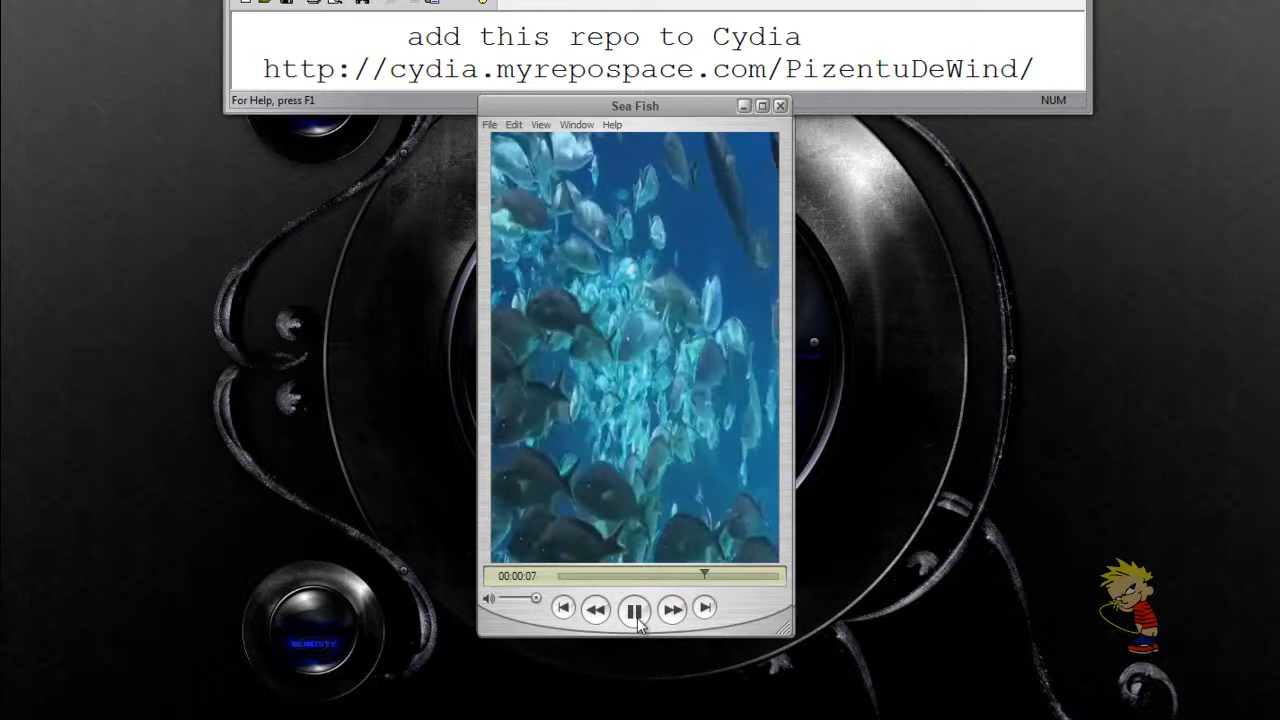 add this repo to Cydia
http://cydia.myrepospace.com/PizentuDeWind/
For Help, press F1
NUM
Sea Fish
File Edit View Window Help
00:00:07
SERENITY